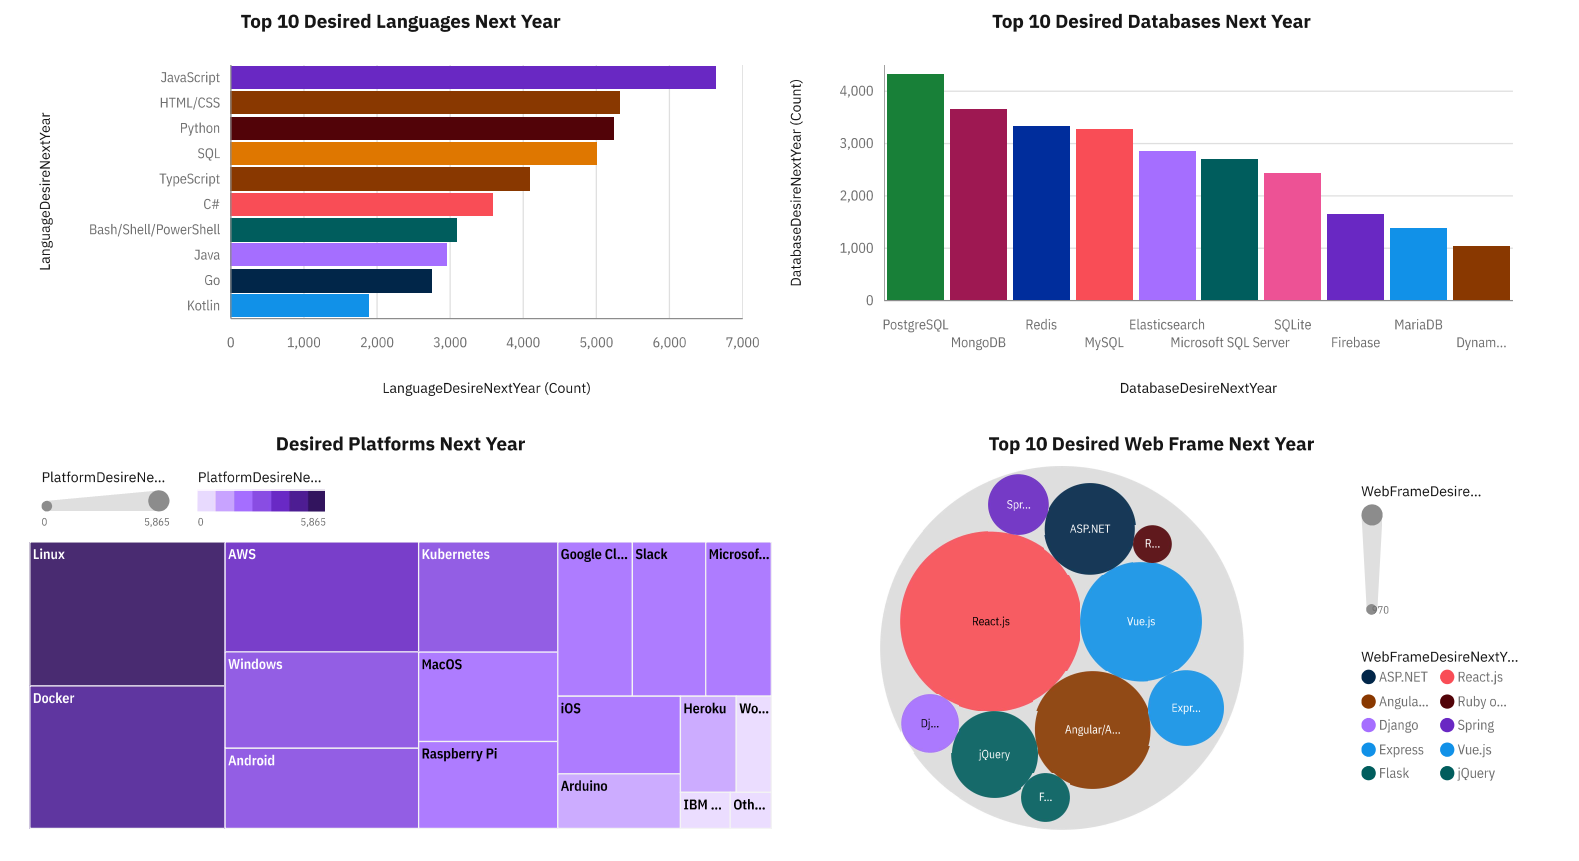 Top 10 Desired Languages Next Year
LanguageDesireNextYear
JavaScript
HTML/CSS
Python
SQL
TypeScript
C#
Bash/Shell/PowerShell
Java
Go
Kotlin
0 1,000 2,000 3,000 4,000 5,000 6,000 7,000
LanguageDesireNextYear (Count)
Top 10 Desired Databases Next Year
DatabaseDesireNextYear (Count)
4,000
3,000
2,000
1,000
0
PostgreSQL Redis Elasticsearch SQLite MariaDB
MongoDB MySQL Microsoft SQL Server Firebase Dynam...
DatabaseDesireNextYear
Desired Platforms Next Year
PlatformDesireNe... PlatformDesireNe...
0 5,865 0 5,865
Linux AWS Kubernetes Google Cl... Slack Microsof...
Windows MacOS
Docker iOS Heroku Wo...
Android Raspberry Pi
Arduino IBM ... Oth...
Top 10 Desired Web Frame Next Year
Spr...
ASP.NET
R...
React.js Vue.js
Expr...
Dj... Angular/A...
jQuery
F...
WebFrameDesire...
70
WebFrameDesireNextY...
ASP.NET React.js
Angula... Ruby o...
Django Spring
Express Vue.js
Flask jQuery